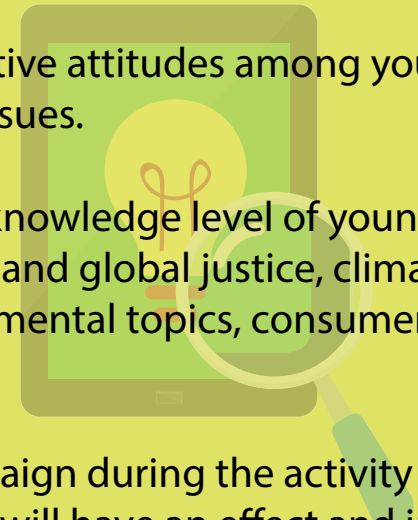 tive attitudes among you
sues.
knowledge level of youn
and global justice, clima
mental topics, consumer
aign during the activity
will have an effect and i